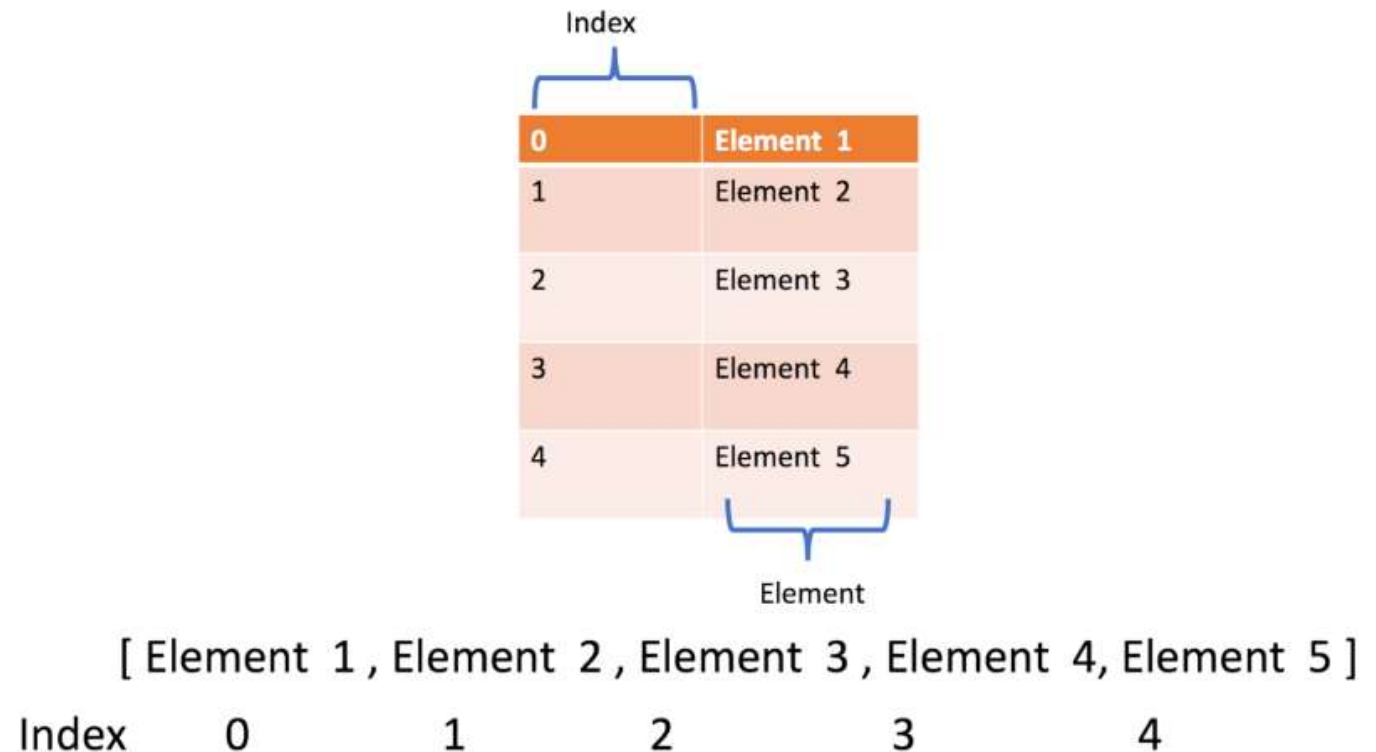 Index
0 Element 1
1 Element 2
2 Element 3
3 Element 4
4 Element 5
Element
[ Element 1 , Element 2 , Element 3 , Element 4, Element 5 ]
Index 0 1 2 3 4